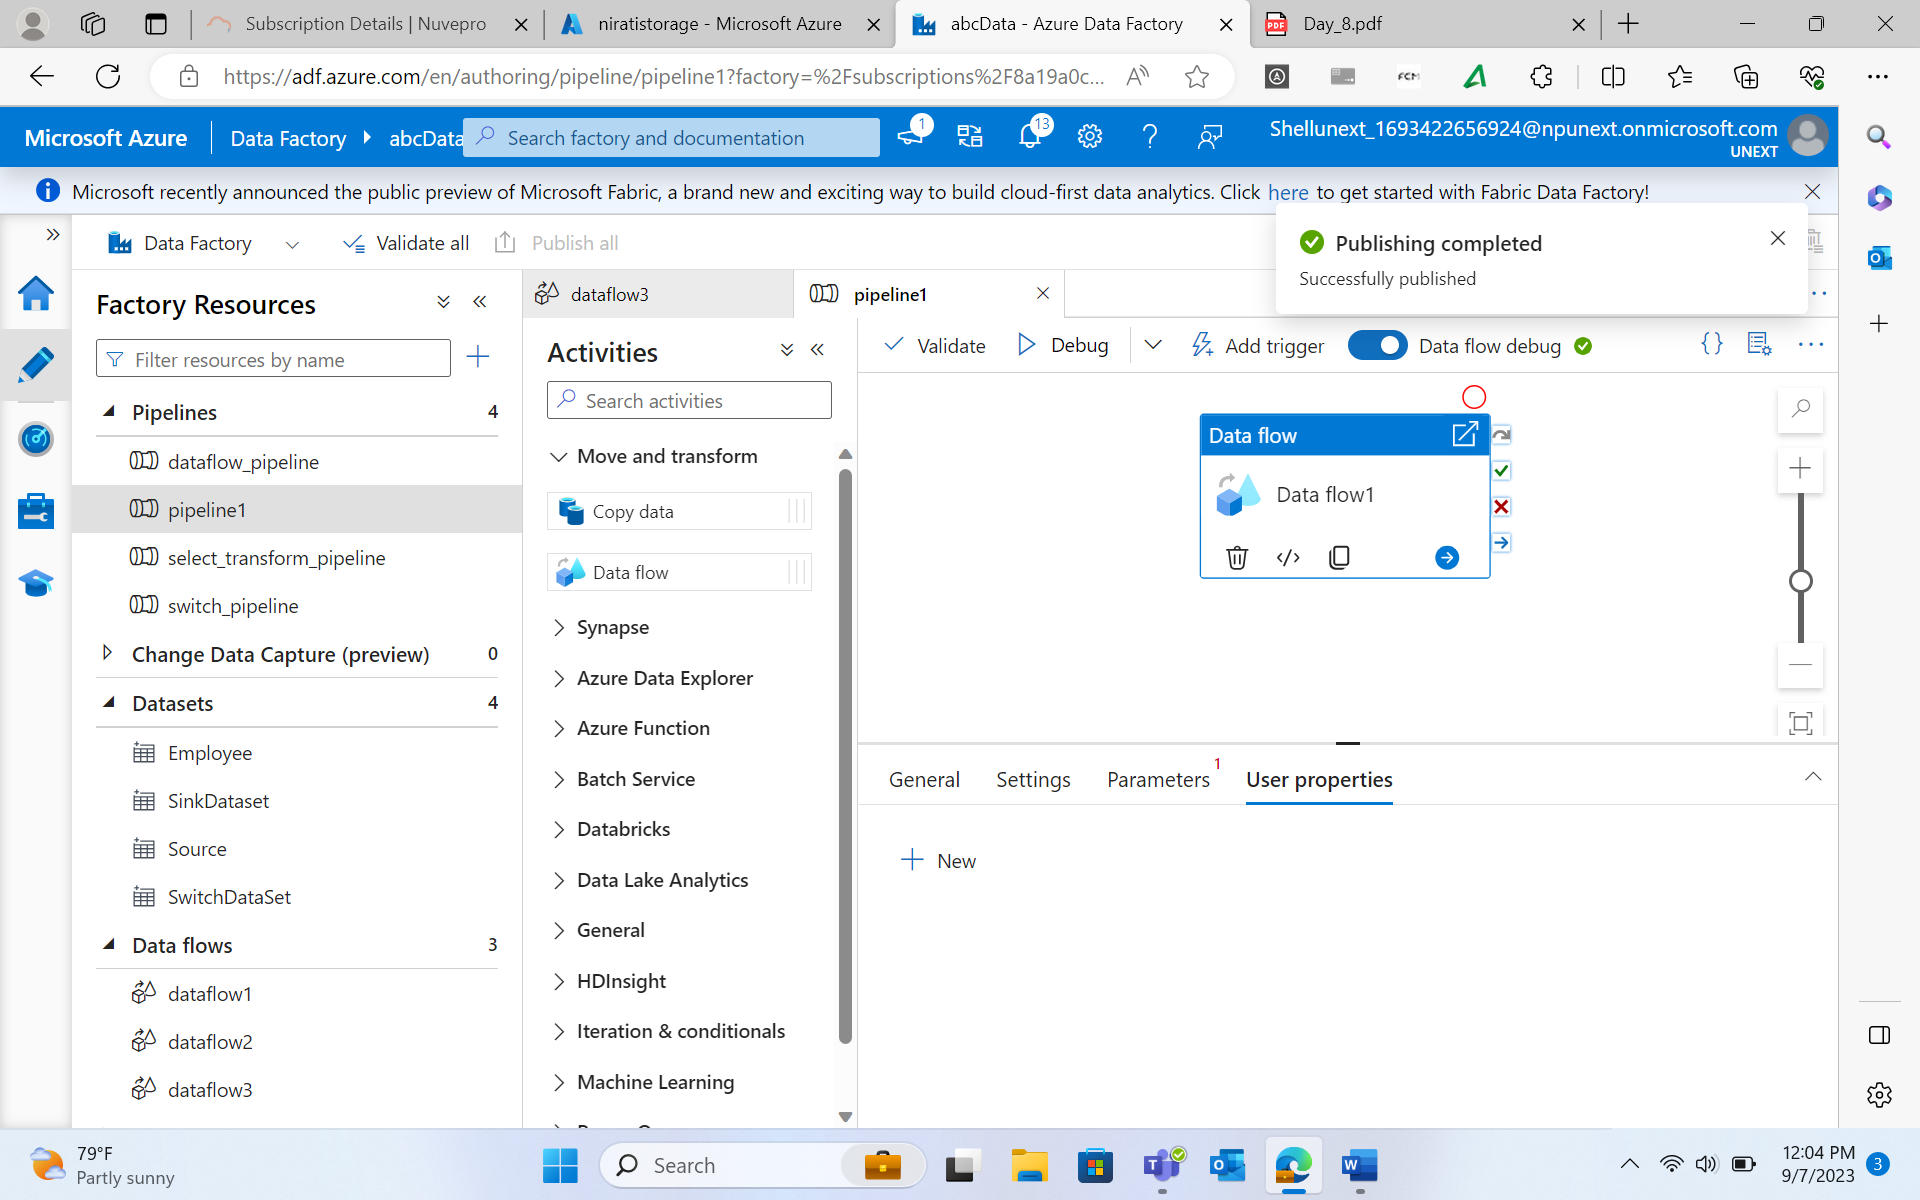 Subscription Details | Nuvepro
niratistorage - Microsoft Azure
abcData - Azure Data Factory
Day_8.pdf
https://adf.azure.com/en/authoring/pipeline/pipeline1?factory=%2Fsubscriptions%2F8a19a0c...
Microsoft Azure
Data Factory
abcData
Search factory and documentation
1
13
Shellunext_1693422656924@npunext.onmicrosoft.com
UNEXT
Microsoft recently announced the public preview of Microsoft Fabric, a brand new and exciting way to build cloud-first data analytics. Click here to get started with Fabric Data Factory!
Data Factory
Validate all
Publish all
Publishing completed
Successfully published
Factory Resources
Filter resources by name
Pipelines 4
dataflow_pipeline
pipeline1
select_transform_pipeline
switch_pipeline
Change Data Capture (preview) 0
Datasets 4
Employee
SinkDataset
Source
SwitchDataSet
Data flows 3
dataflow1
dataflow2
dataflow3
dataflow3
pipeline1
Activities
Search activities
Move and transform
Copy data
Data flow
Synapse
Azure Data Explorer
Azure Function
Batch Service
Databricks
Data Lake Analytics
General
HDInsight
Iteration & conditionals
Machine Learning
Validate
Debug
Add trigger
Data flow debug
Data flow
Data flow1
General
Settings
Parameters 1
User properties
New
79°F
Partly sunny
Search
12:04 PM
9/7/2023
3